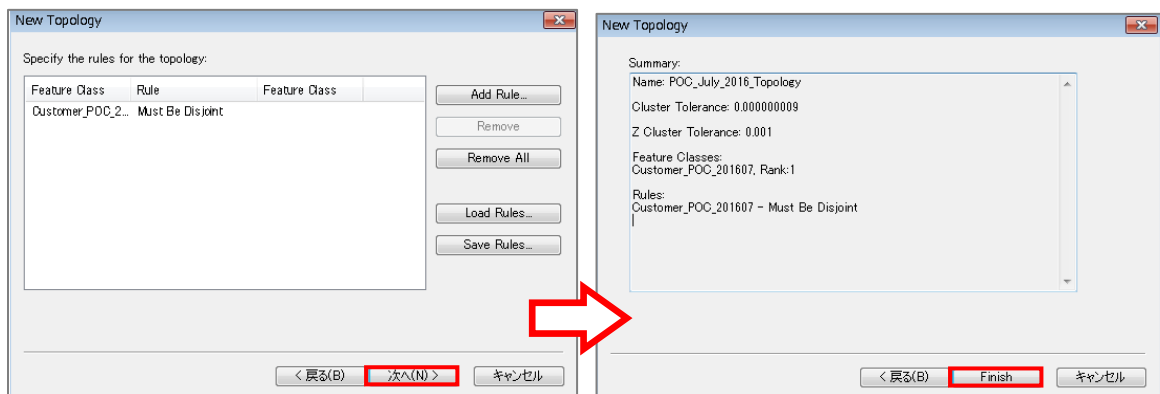 New Topology
Specify the rules for the topology:
Feature Class Rule Feature Class
Customer_POC_2... Must Be Disjoint
Add Rule...
Remove
Remove All
Load Rules...
Save Rules...
< 戻る(B) 次へ(N) > キャンセル
New Topology
Summary:
Name: POC_July_2016_Topology
Cluster Tolerance: 0.000000009
Z Cluster Tolerance: 0.001
Feature Classes:
Customer_POC_201607, Rank:1
Rules:
Customer_POC_201607 - Must Be Disjoint
< 戻る(B) Finish キャンセル